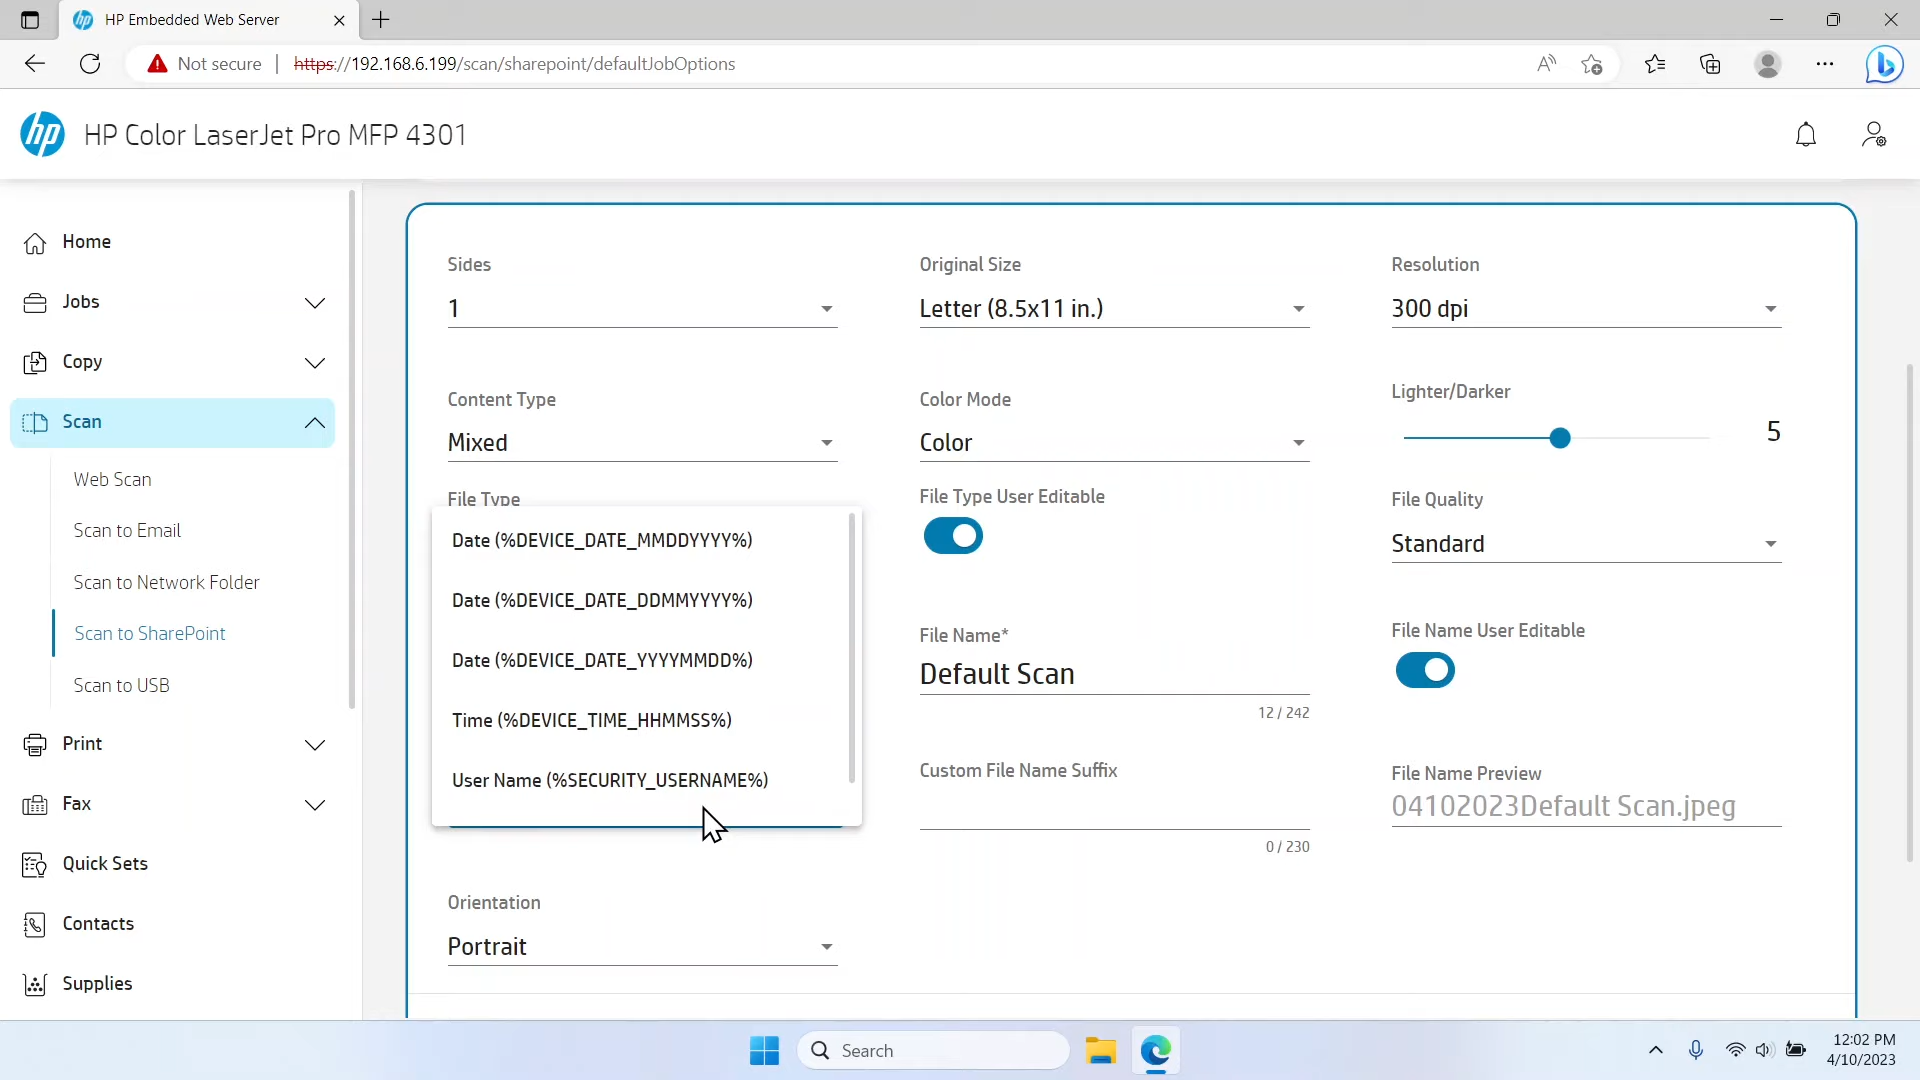 HP Embedded Web Server
Not secure
https://192.168.6.199/scan/sharepoint/defaultJobOptions
hp
HP Color LaserJet Pro MFP 4301
Home
Jobs
Copy
Scan
Web Scan
Scan to Email
Scan to Network Folder
Scan to SharePoint
Scan to USB
Print
Fax
Quick Sets
Contacts
Supplies
Sides
1
Original Size
Letter (8.5x11 in.)
Resolution
300 dpi
Content Type
Mixed
Color Mode
Color
Lighter/Darker
5
File Type
Date (%DEVICE_DATE_MMDDYYYY%)
Date (%DEVICE_DATE_DDMMYYYY%)
Date (%DEVICE_DATE_YYYYMMDD%)
Time (%DEVICE_TIME_HHMMSS%)
User Name (%SECURITY_USERNAME%)
File Type User Editable
File Quality
Standard
File Name*
Default Scan
12 / 242
File Name User Editable
Custom File Name Suffix
0 / 230
File Name Preview
04102023Default Scan.jpeg
Orientation
Portrait
Search
12:02 PM
4/10/2023